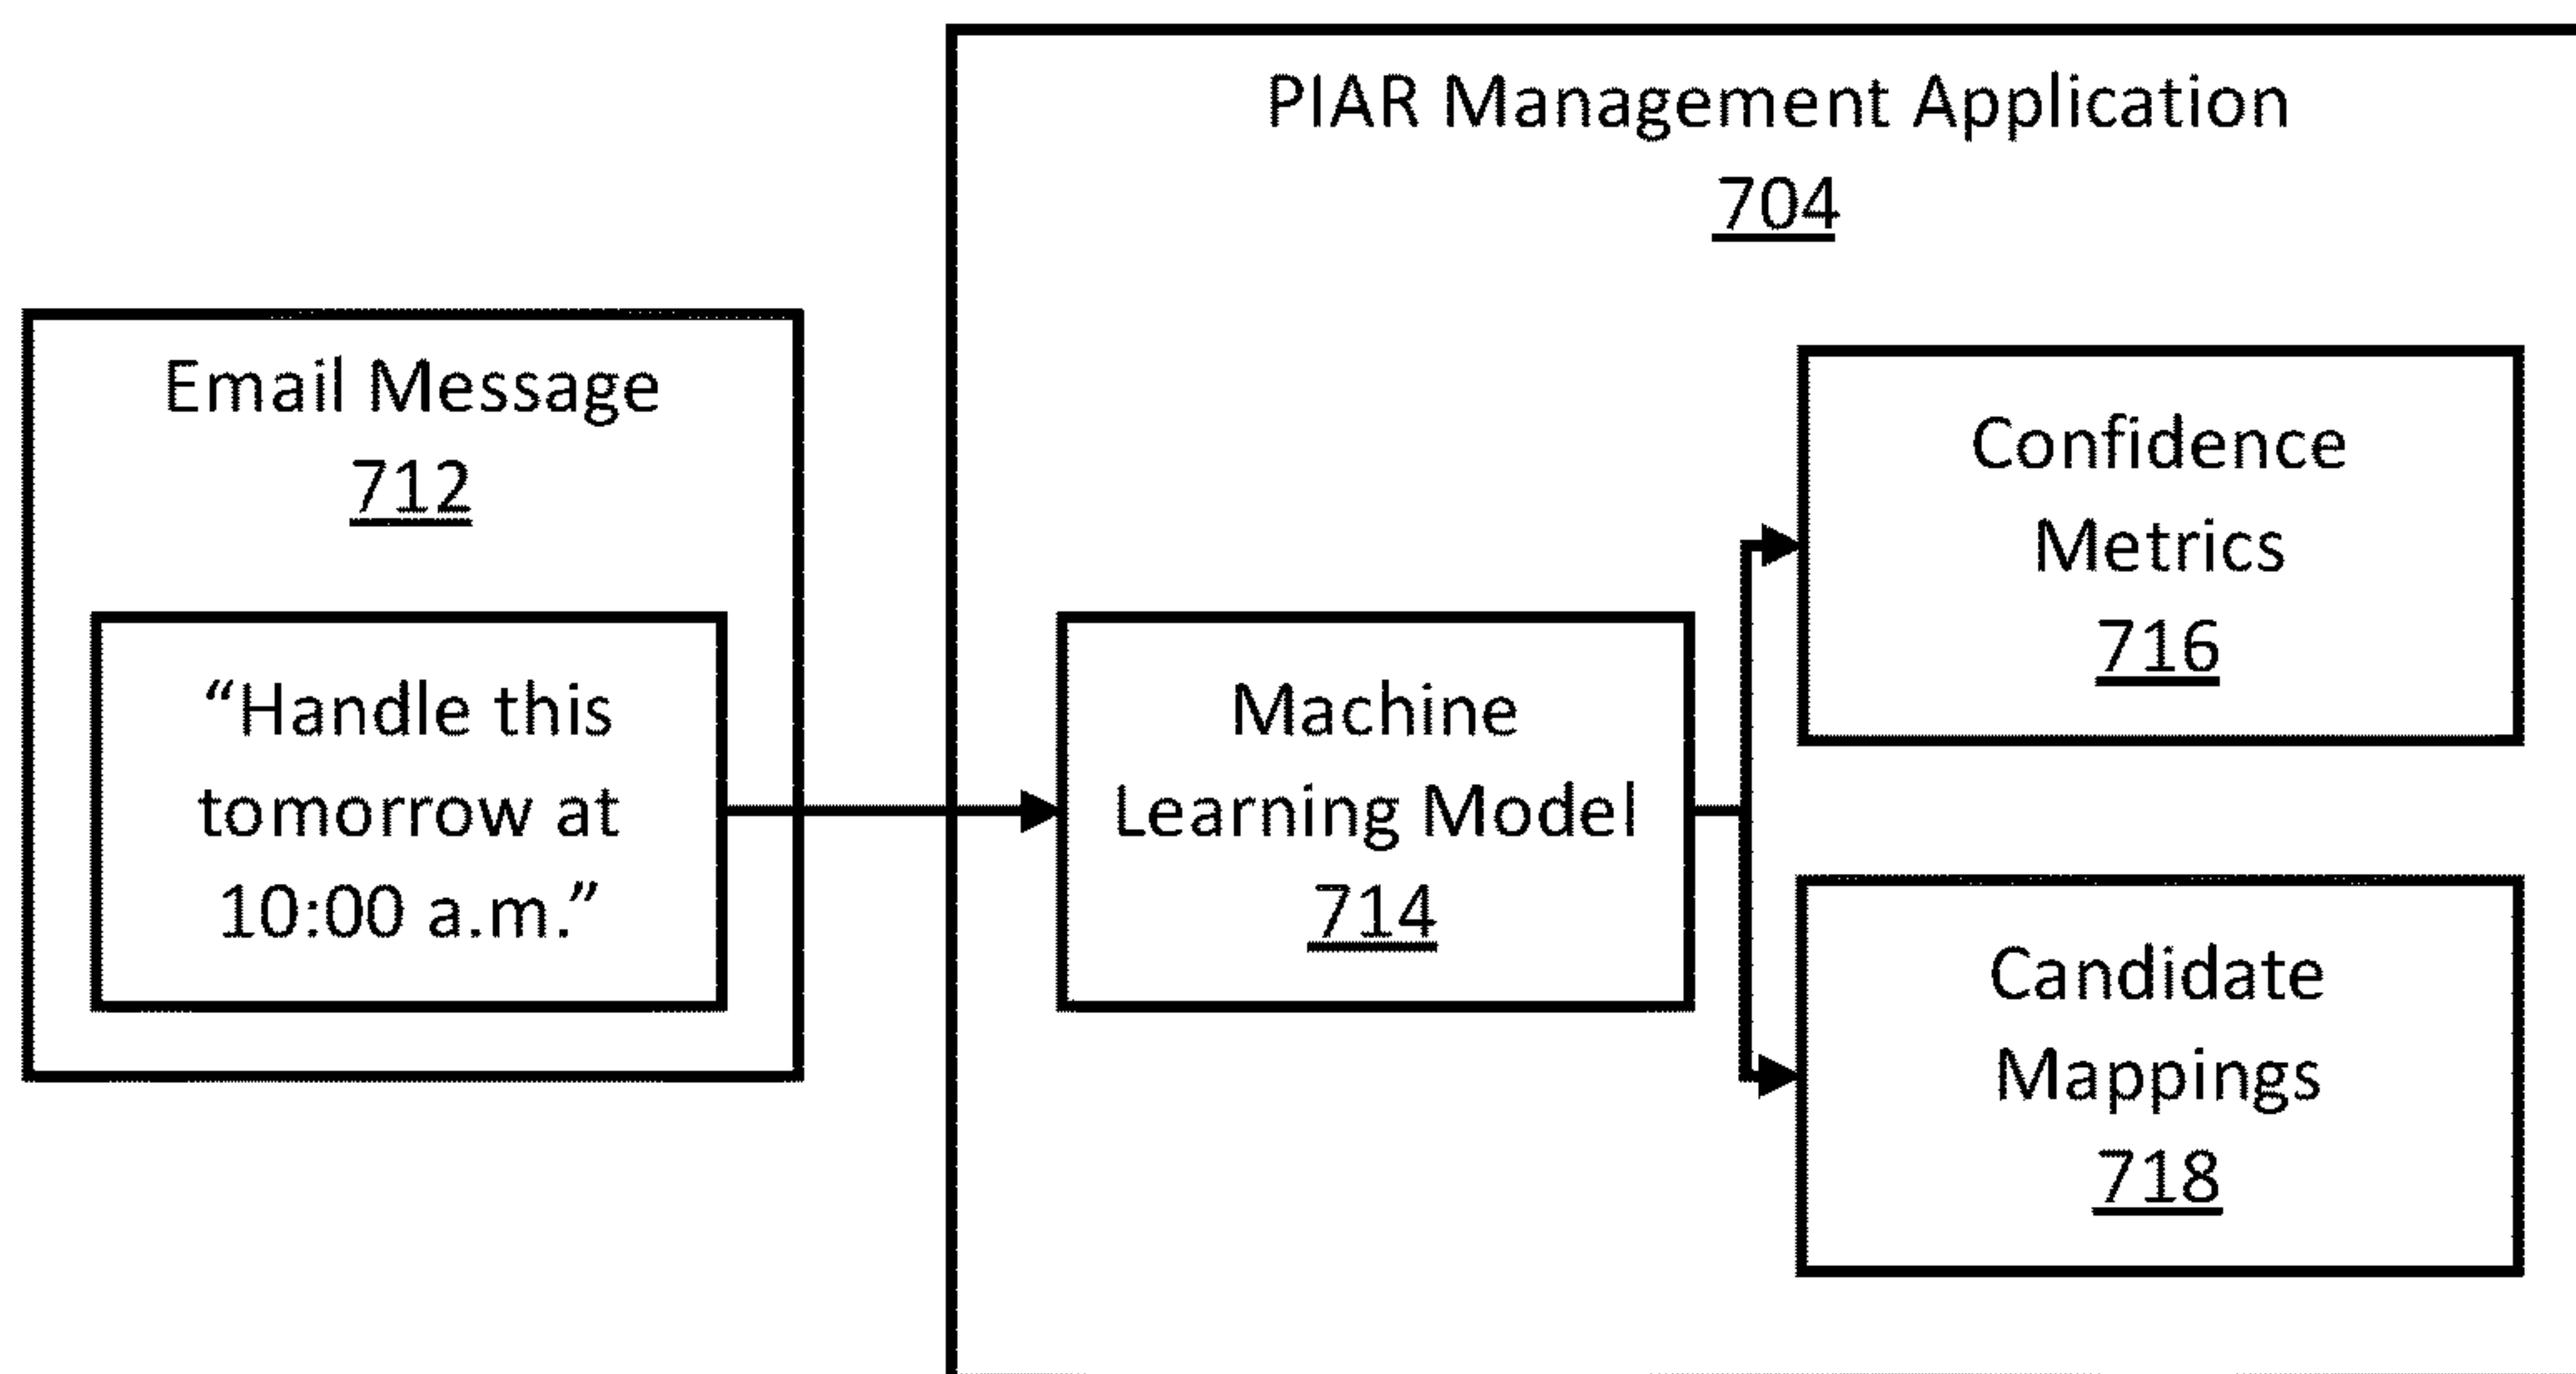 PIAR Management Application
704
Email Message
712
“Handle this
tomorrow at
10:00 a.m.”
Machine
Learning Model
714
Confidence
Metrics
716
Candidate
Mappings
718